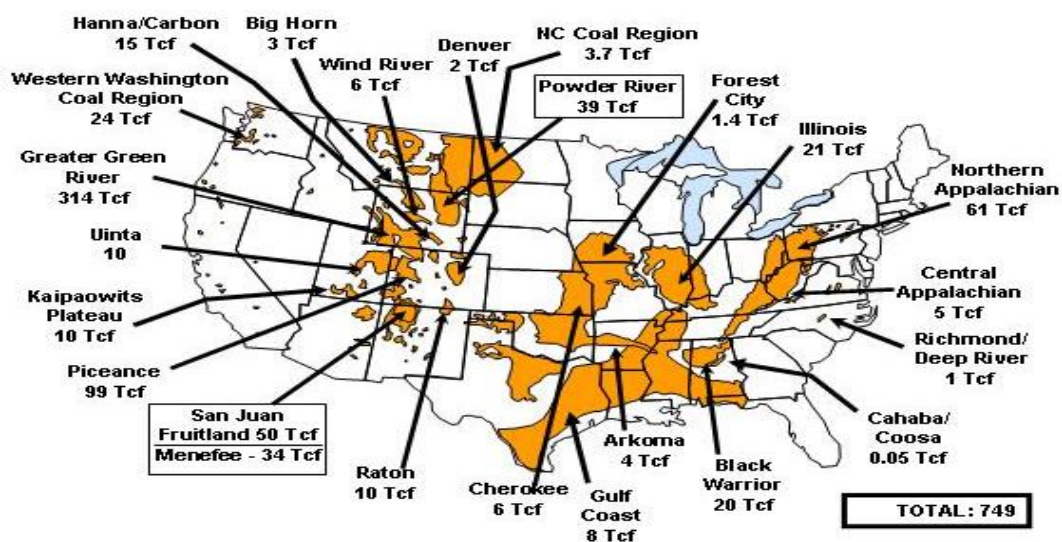 Hanna/Carbon
15 Tcf
Big Horn
3 Tcf
Wind River
6 Tcf
Denver
2 Tcf
NC Coal Region
3.7 Tcf
Powder River
39 Tcf
Forest
City
1.4 Tcf
Illinois
21 Tcf
Western Washington
Coal Region
24 Tcf
Greater Green
River
314 Tcf
Uinta
10
Kaipaowits
Plateau
10 Tcf
Piceance
99 Tcf
San Juan
Fruitland 50 Tcf
Menefee - 34 Tcf
Raton
10 Tcf
Cherokee
6 Tcf
Gulf
Coast
8 Tcf
Arkoma
4 Tcf
Black
Warrior
20 Tcf
Northern
Appalachian
61 Tcf
Central
Appalachian
5 Tcf
Richmond/
Deep River
1 Tcf
Cahaba/
Coosa
0.05 Tcf
TOTAL: 749